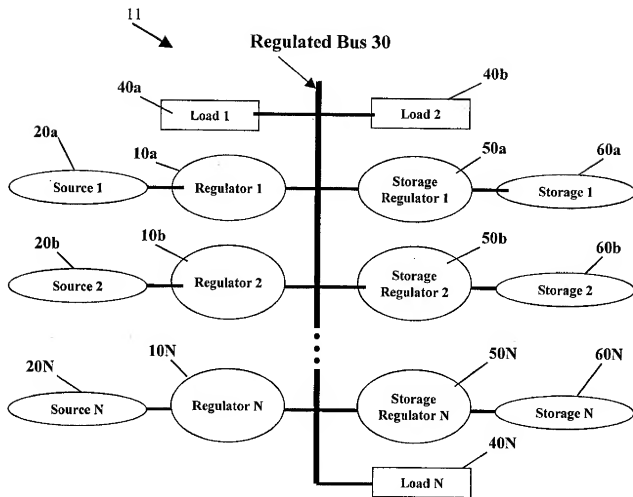 11
Regulated Bus 30
40a
40b
Load 1
Load 2
20a
10a
50a
60a
Source 1
Regulator 1
Storage
Regulator 1
Storage 1
20b
10b
50b
60b
Source 2
Regulator 2
Storage
Regulator 2
Storage 2
20N
10N
50N
60N
Source N
Regulator N
Storage
Regulator N
Storage N
40N
Load N